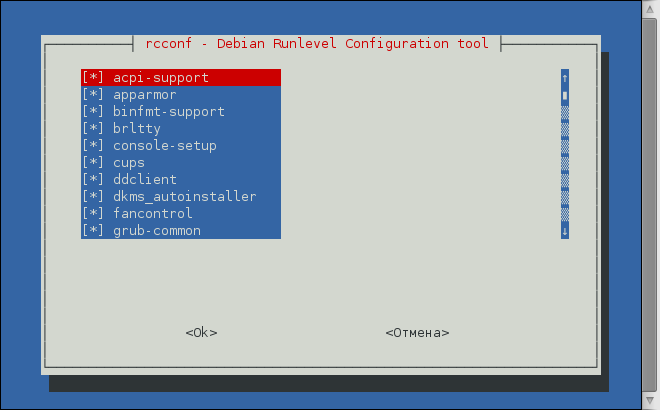 rcconf - Debian Runlevel Configuration tool
[*] acpi-support
[*] apparmor
[*] binfmt-support
[*] brltty
[*] console-setup
[*] cups
[*] ddclient
[*] dkms_autoinstaller
[*] fancontrol
[*] grub-common
<Ok> <Отмена>